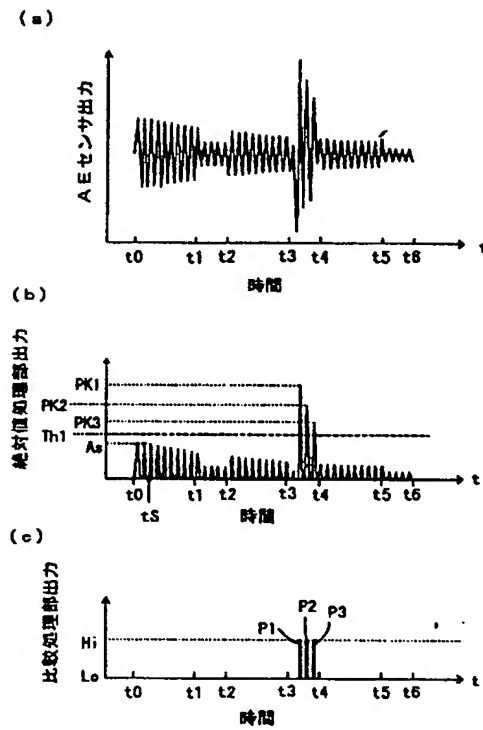 (a)
AEセンサ出力
t0 t1 t2 t3 t4 t5 t6 t
時間
(b)
絶対値処理部出力
PK1
PK2
PK3
Th1
As
t0 t1 t2 t3 t4 t5 t6 t
tS
時間
(c)
比較処理部出力
P1 P2 P3
Hi
Lo
t0 t1 t2 t3 t4 t5 t6 t
時間